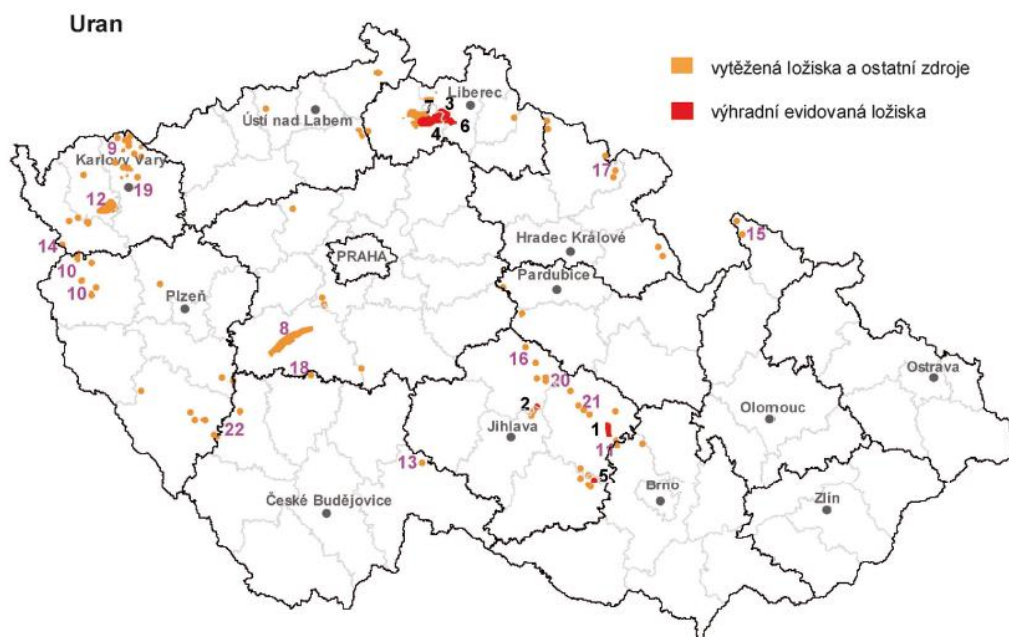 Uran
vytěžená ložiska a ostatní zdroje
výhradní evidovaná ložiska
Liberec
7
3
4
6
Ústí nad Labem
9
Karlovy Vary
19
12
14
10
10
17
Hradec Králové
15
PRAHA
Pardubice
Plzeň
8
18
16
20
2
21
Jihlava
1
11
Ostrava
Olomouc
22
13
5
Brno
České Budějovice
Zlín